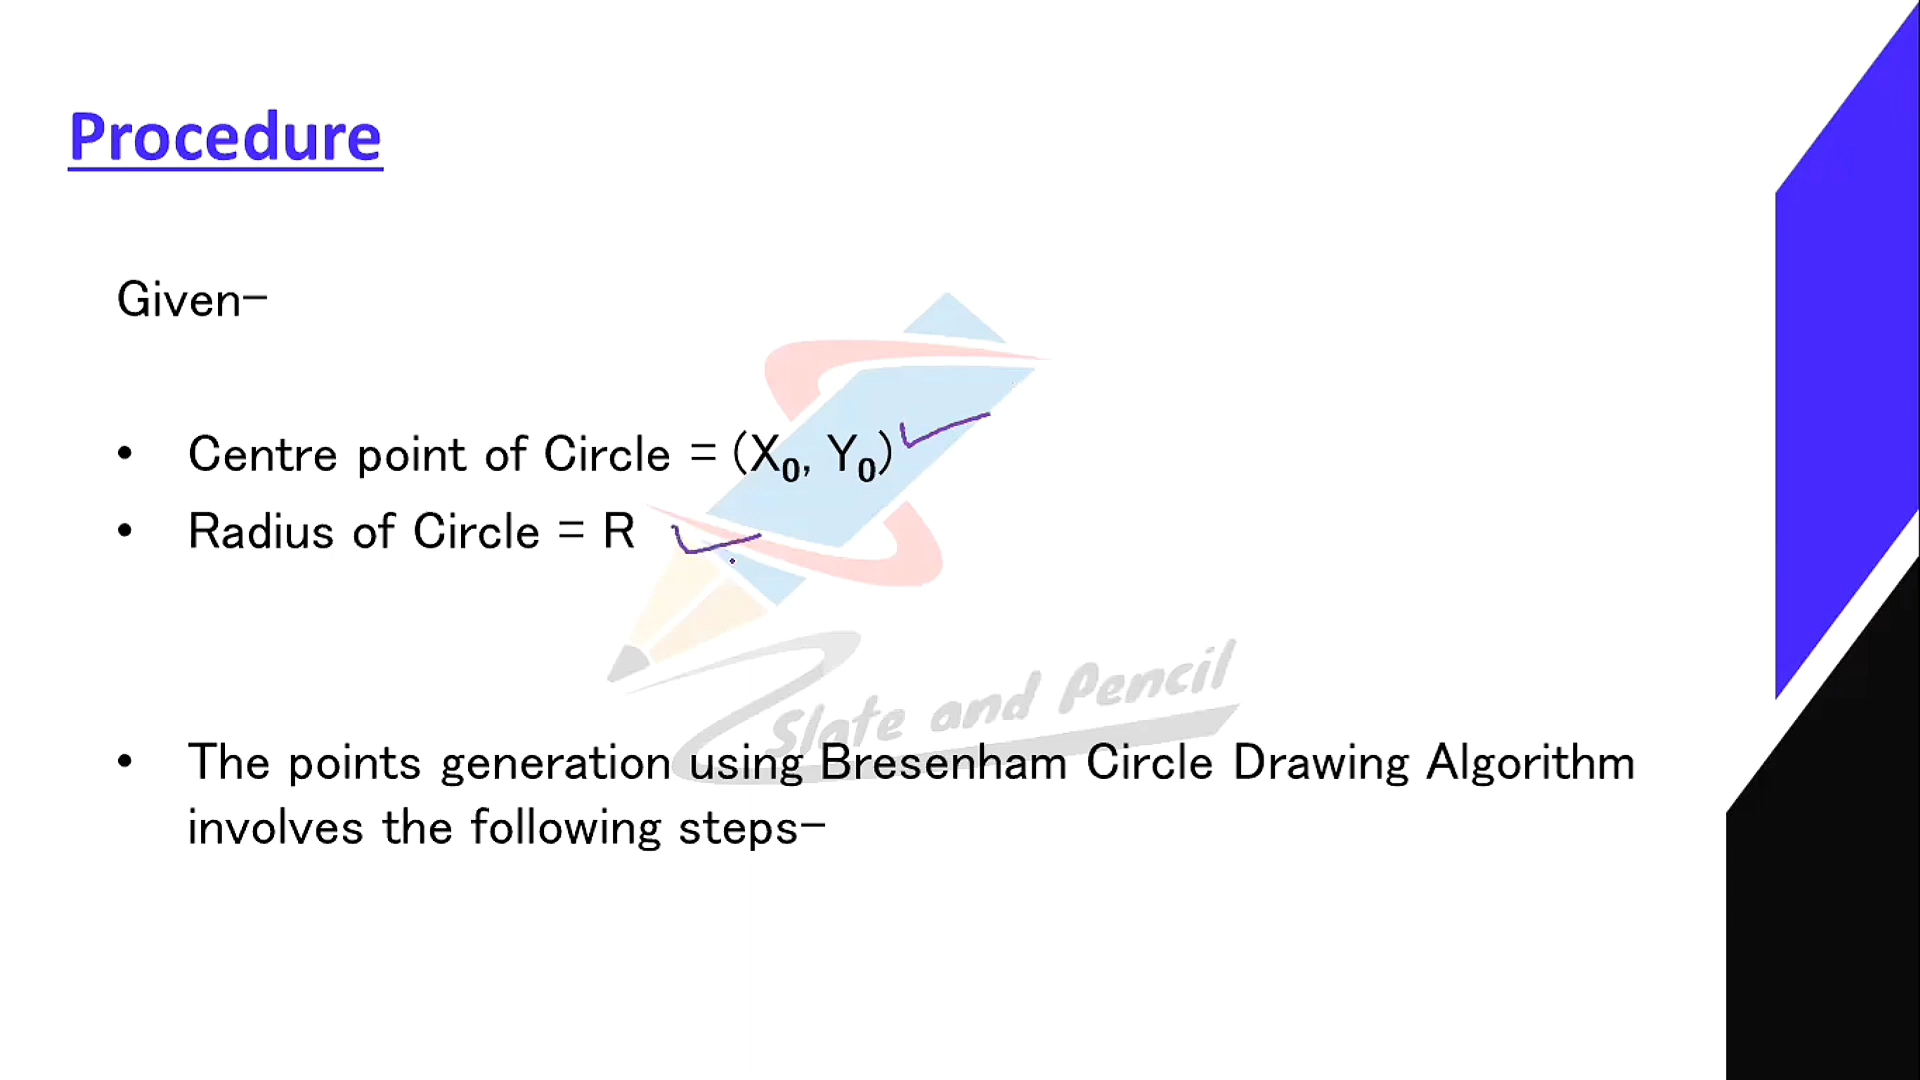 Procedure
Given-
• Centre point of Circle = (X₀, Y₀)
• Radius of Circle = R
Slate and Pencil
• The points generation using Bresenham Circle Drawing Algorithm
involves the following steps-